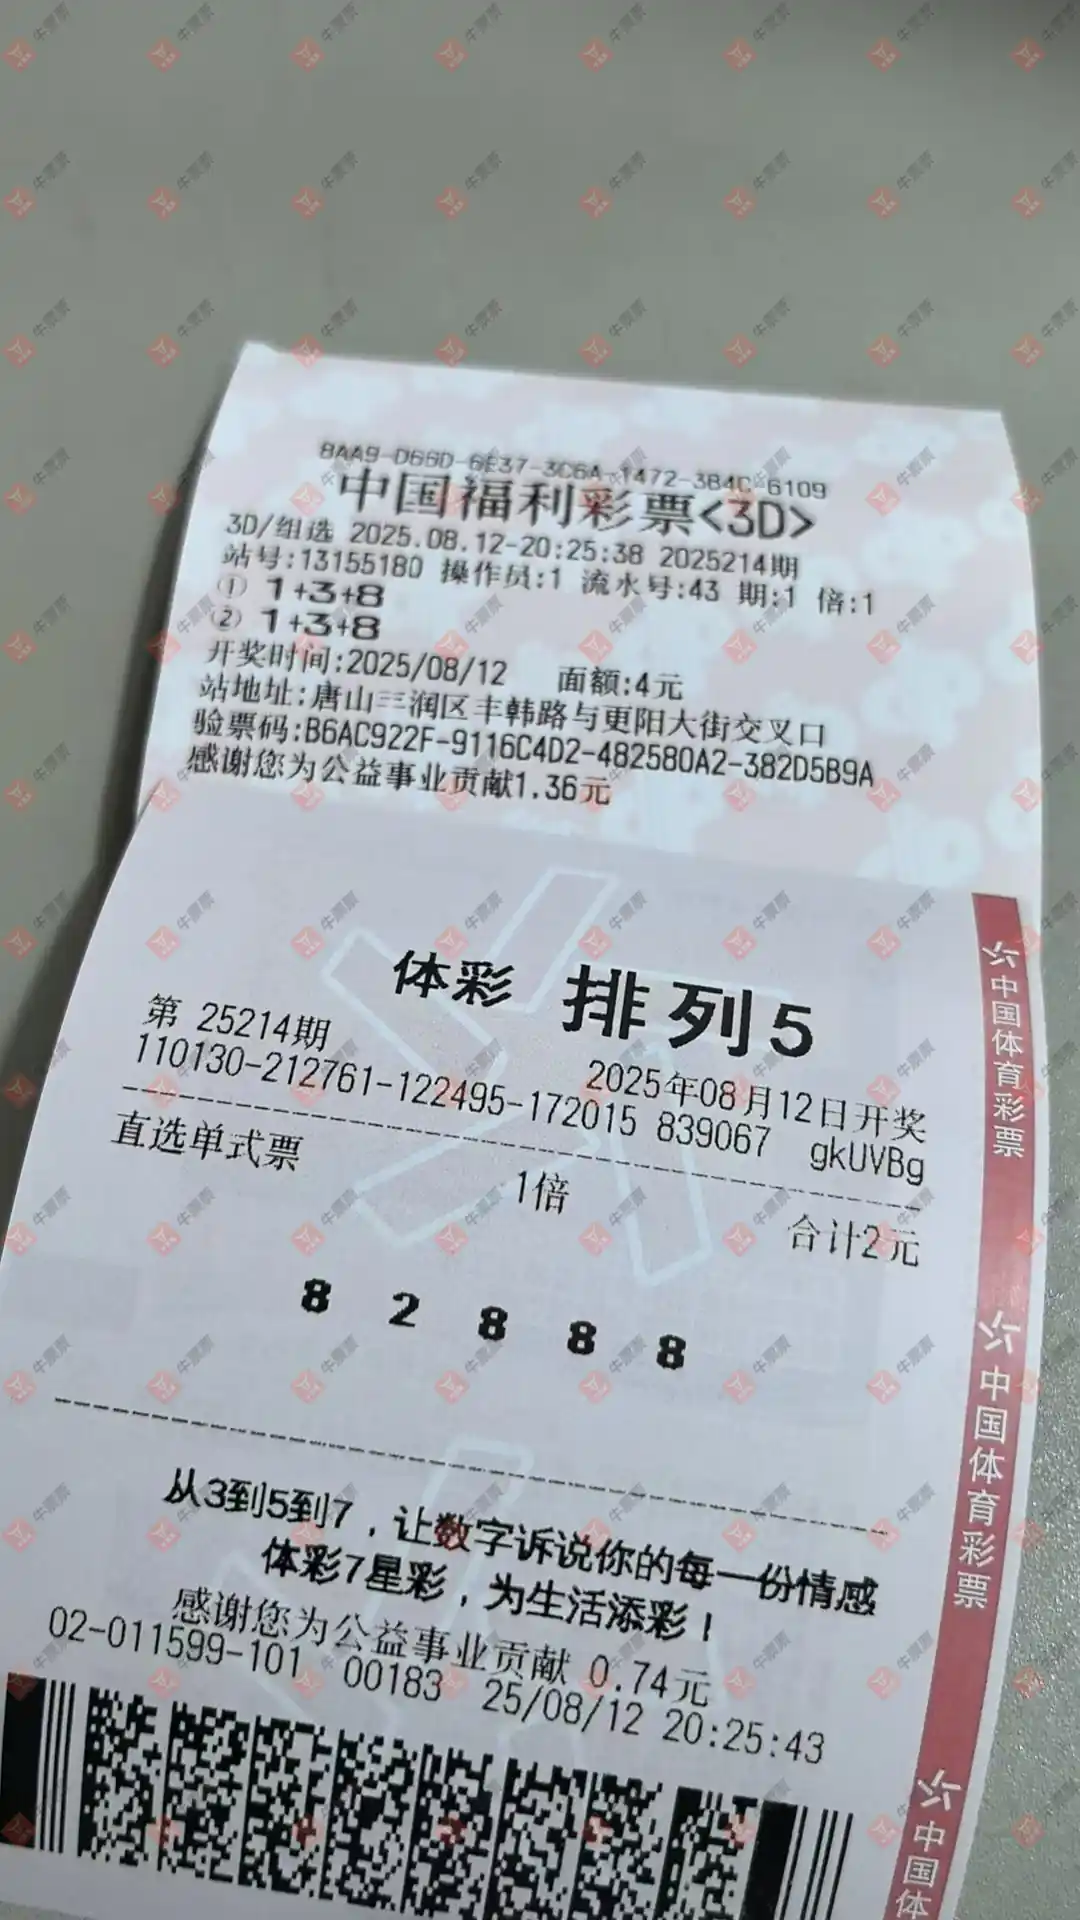 8AA9-D66D-6E37-3C6A-1472-3B4C-6109
中国福利彩票<3D>
3D/组选 2025.08.12-20:25:38 2025214期
站号:13155180 操作员:1 流水号:43 期:1 倍:1
① 1+3+8
② 1+3+8
开奖时间:2025/08/12 面额:4元
站地址:唐山三润区丰韩路与更阳大街交叉口
验票码:B6AC922F-9116C4D2-482580A2-382D5B9A
感谢您为公益事业贡献1.36元
体彩 排列5
第 25214期
2025年08月12日开奖
110130-212761-122495-172015 839067 gkUVBg
直选单式票 1倍 合计2元
8 2 8 8 8
从3到5到7，让数字诉说你的每一份情感
体彩7星彩，为生活添彩！
感谢您为公益事业贡献 0.74元
02-011599-101 00183 25/08/12 20:25:43
中国体育彩票
中国体育彩票
中国体
牛票票